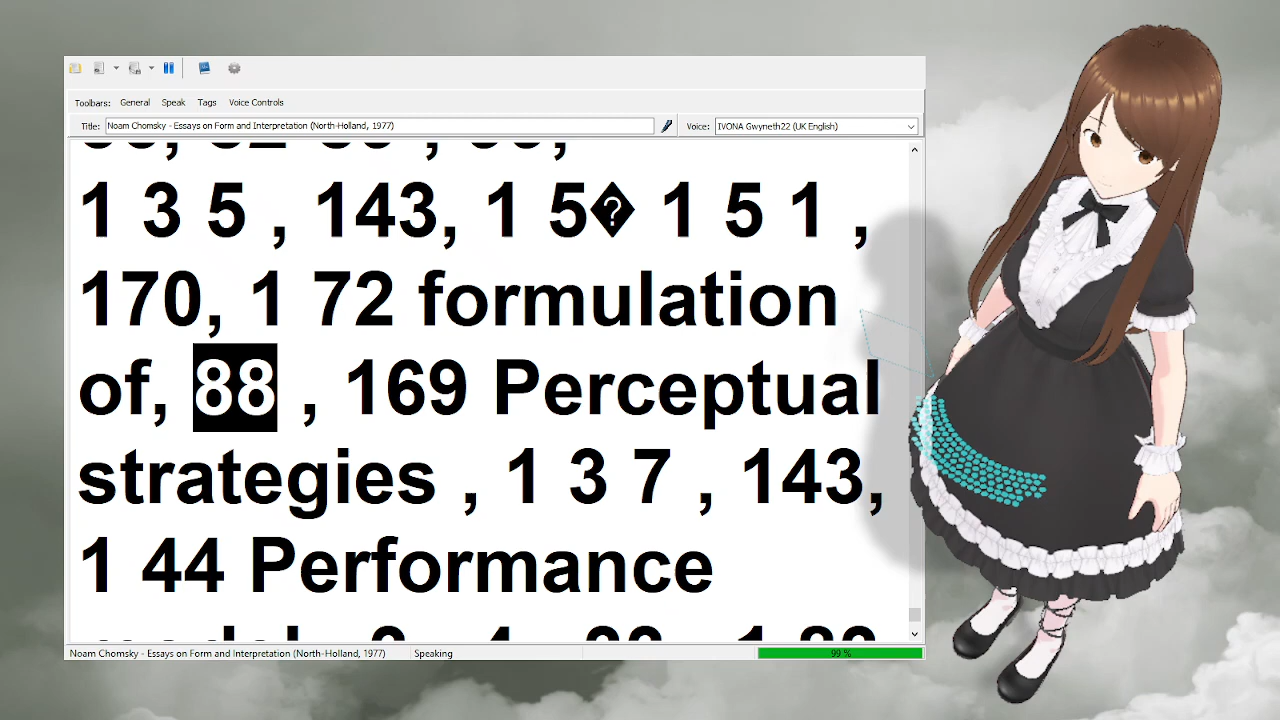 Toolbars: General Speak Tags Voice Controls
Title: Noam Chomsky - Essays on Form and Interpretation (North-Holland, 1977) Voice: IVONA Gwyneth22 (UK English)
1 3 5 , 143, 1 5� 1 5 1 ,
170, 1 72 formulation
of, 88 , 169 Perceptual
strategies , 1 3 7 , 143,
1 44 Performance
Noam Chomsky - Essays on Form and Interpretation (North-Holland, 1977) Speaking 99 %